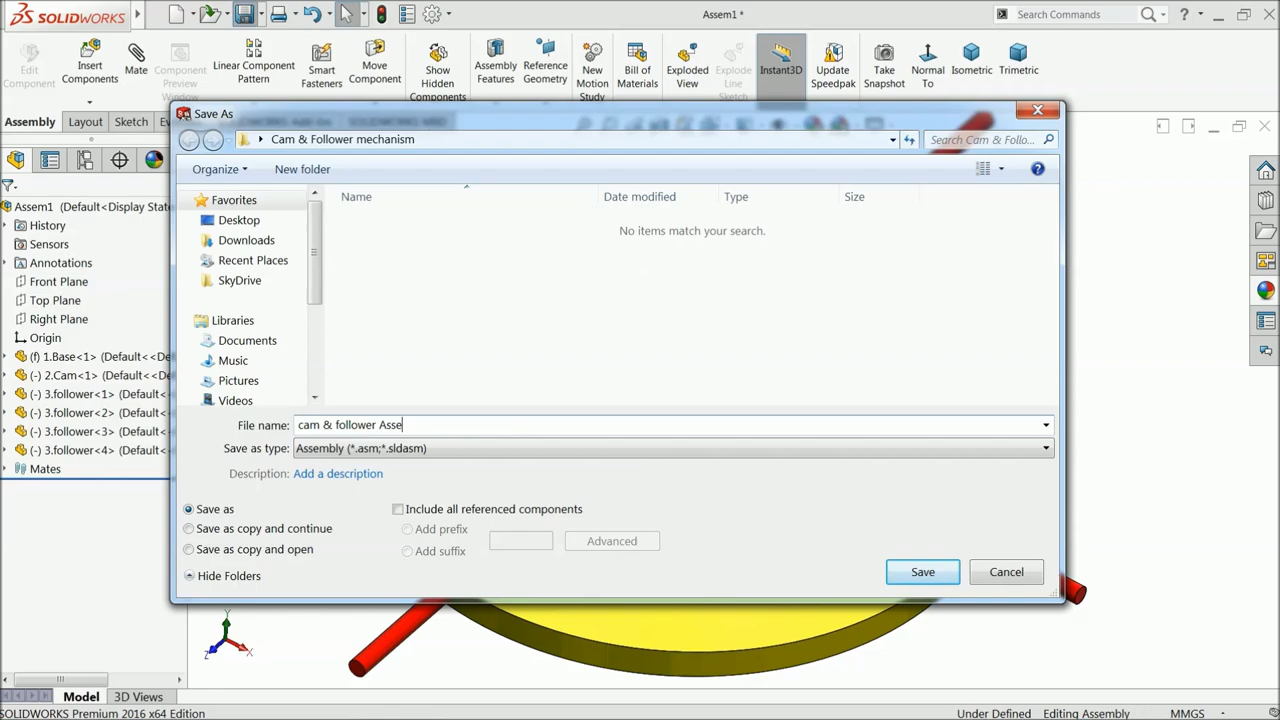 SOLIDWORKS
Assem1 *
Search Commands
Edit Component
Insert Components
Mate
Component Preview Window
Linear Component Pattern
Smart Fasteners
Move Component
Show Hidden Components
Assembly Features
Reference Geometry
New Motion Study
Bill of Materials
Exploded View
Explode Line Sketch
Instant3D
Update Speedpak
Take Snapshot
Normal To
Isometric
Trimetric
Assembly
Layout
Sketch
Save As
Cam & Follower mechanism
Search Cam & Follo...
Organize
New folder
Name
Date modified
Type
Size
No items match your search.
Favorites
Desktop
Downloads
Recent Places
SkyDrive
Libraries
Documents
Music
Pictures
Videos
File name: cam & follower Asse
Save as type: Assembly (*.asm;*.sldasm)
Description: Add a description
Save as
Save as copy and continue
Save as copy and open
Include all referenced components
Add prefix
Add suffix
Advanced
Hide Folders
Save
Cancel
Assem1 (Default<Display Stat
History
Sensors
Annotations
Front Plane
Top Plane
Right Plane
Origin
(f) 1.Base<1> (Default<<De
(-) 2.Cam<1> (Default<<De
(-) 3.follower<1> (Default<
(-) 3.follower<2> (Default<
(-) 3.follower<3> (Default<
(-) 3.follower<4> (Default<
Mates
Y
X
Z
Model
3D Views
SOLIDWORKS Premium 2016 x64 Edition
Under Defined
Editing Assembly
MMGS